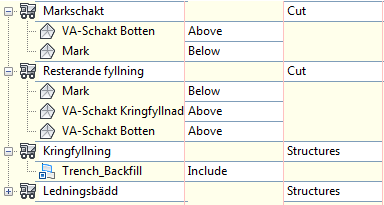 Markschakt Cut
VA-Schakt Botten Above
Mark Below
Resterande fyllning Cut
Mark Below
VA-Schakt Kringfyllnad Above
VA-Schakt Botten Above
Kringfyllning Structures
Trench_Backfill Include
Ledningsbädd Structures